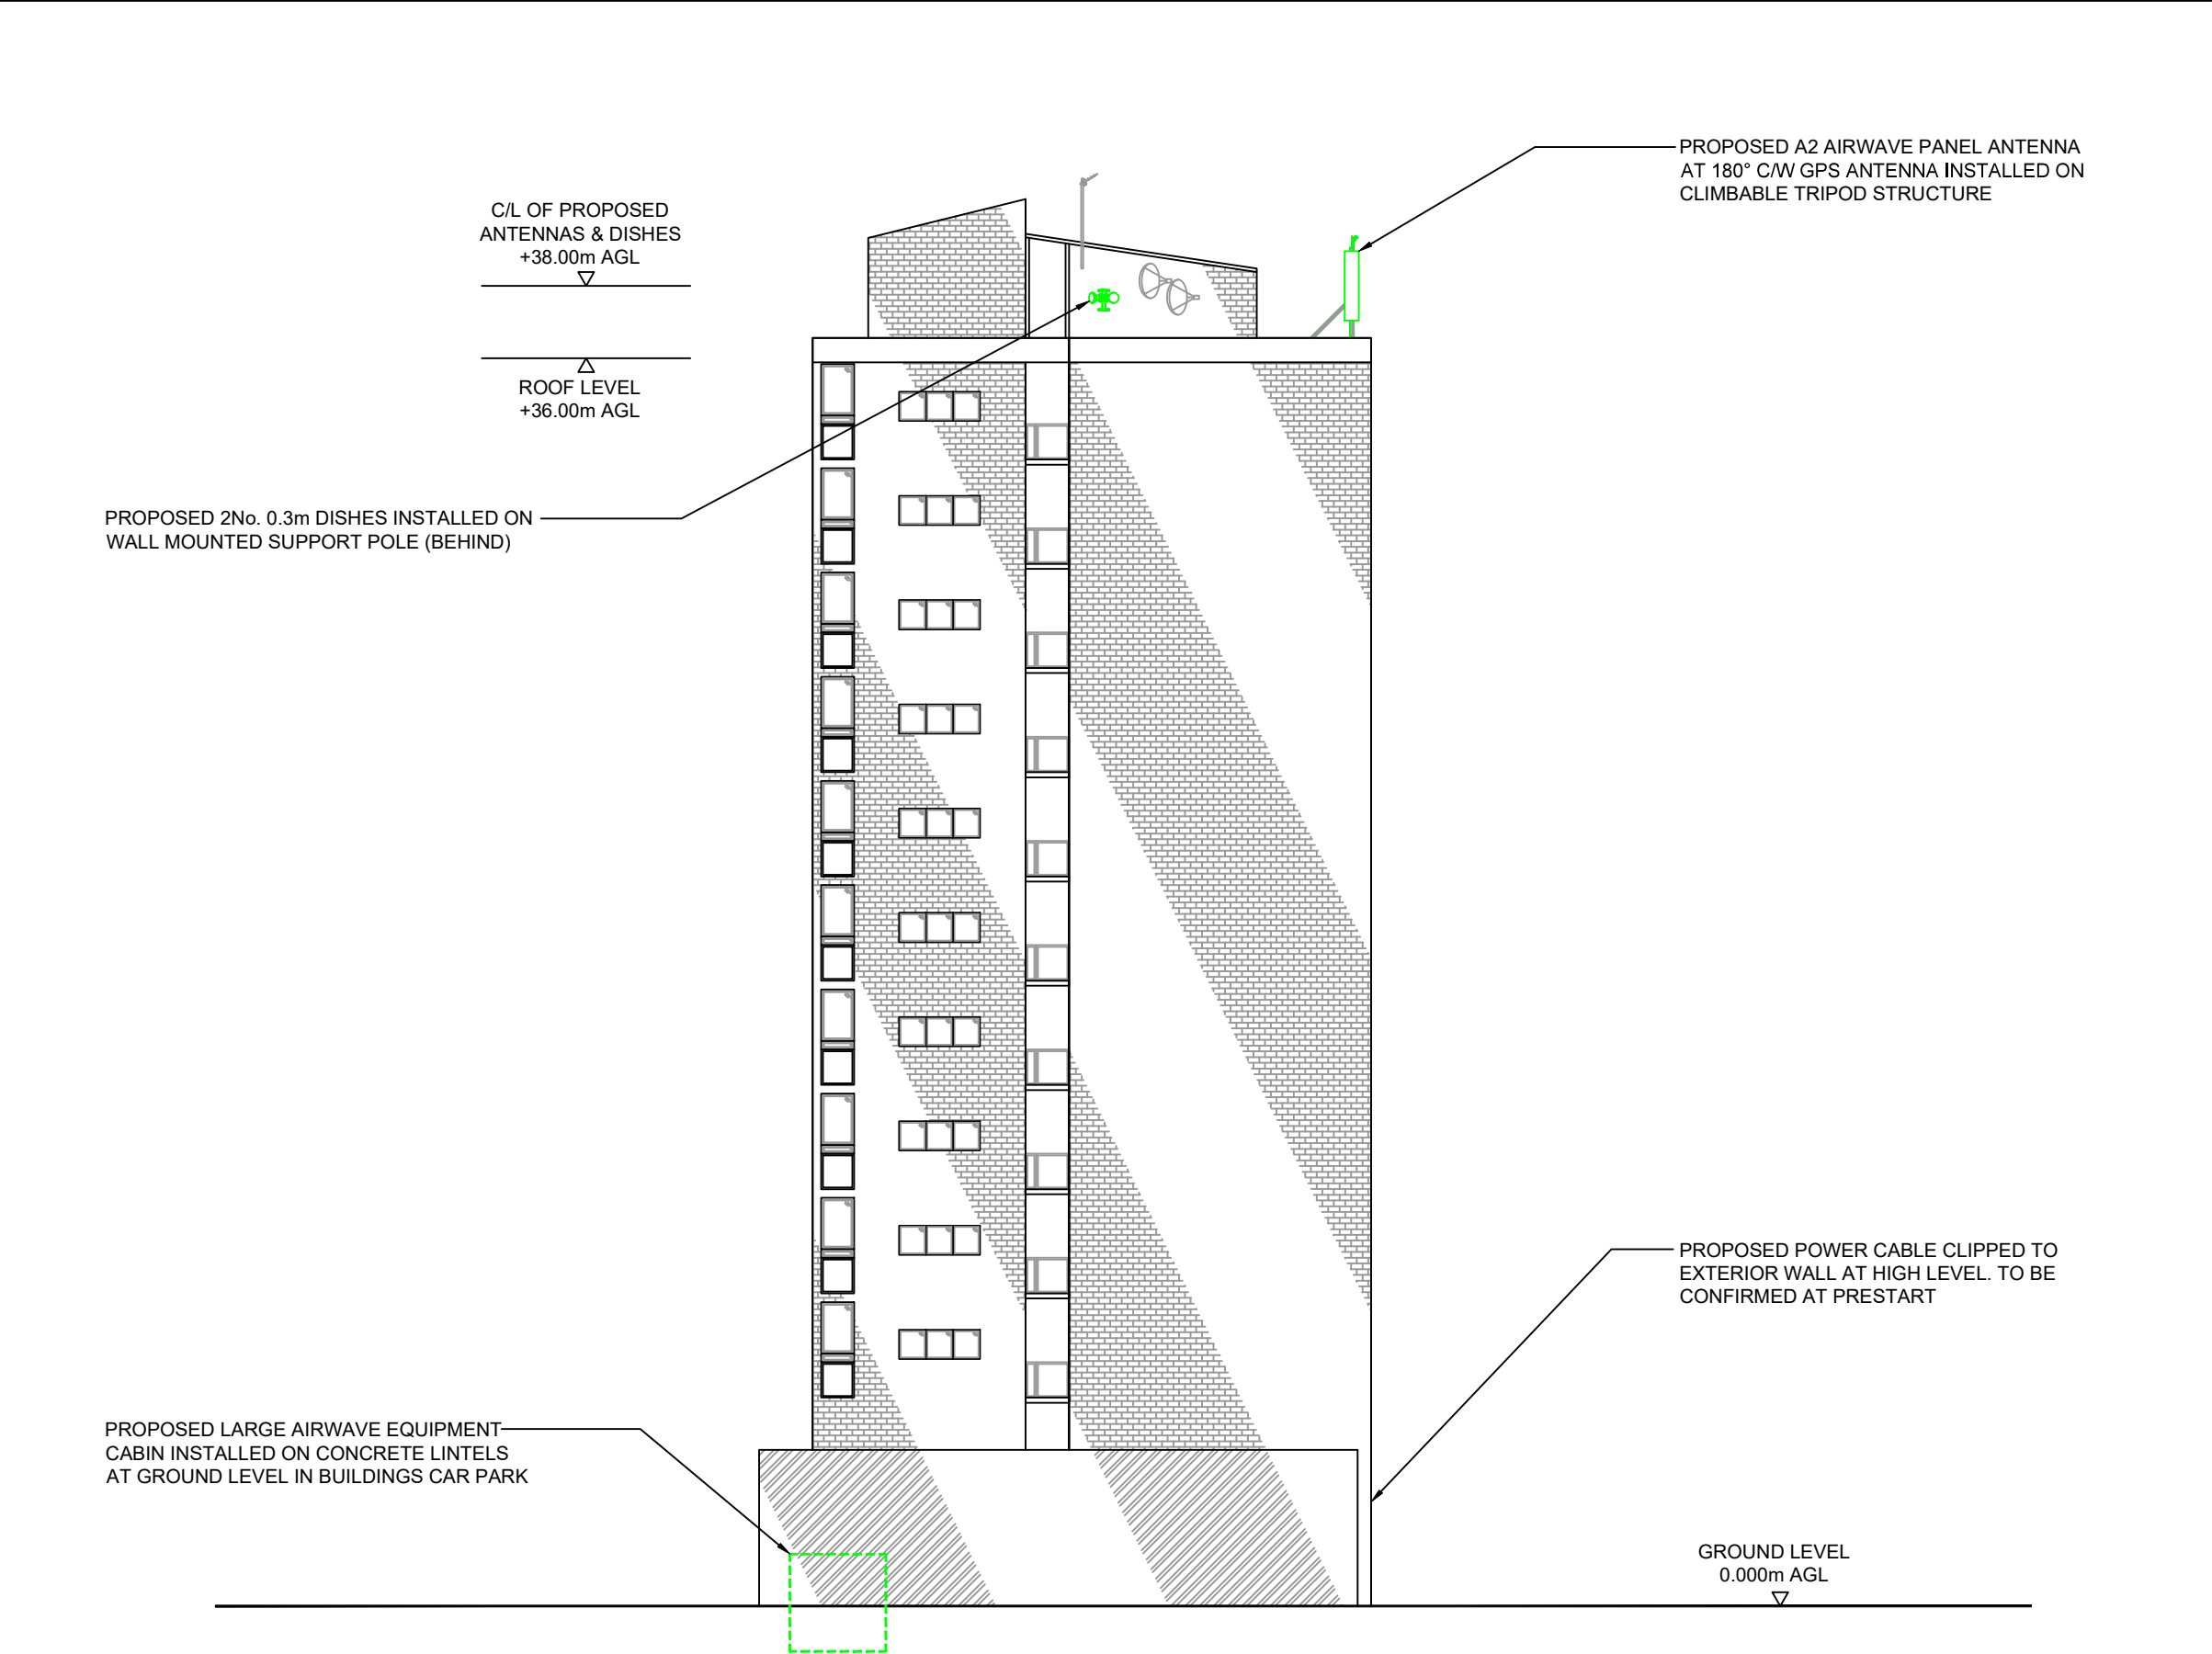 PROPOSED A2 AIRWAVE PANEL ANTENNA
AT 180° C/W GPS ANTENNA INSTALLED ON
CLIMBABLE TRIPOD STRUCTURE
C/L OF PROPOSED
ANTENNAS & DISHES
+38.00m AGL
ROOF LEVEL
+36.00m AGL
PROPOSED 2No. 0.3m DISHES INSTALLED ON
WALL MOUNTED SUPPORT POLE (BEHIND)
PROPOSED POWER CABLE CLIPPED TO
EXTERIOR WALL AT HIGH LEVEL. TO BE
CONFIRMED AT PRESTART
PROPOSED LARGE AIRWAVE EQUIPMENT
CABIN INSTALLED ON CONCRETE LINTELS
AT GROUND LEVEL IN BUILDINGS CAR PARK
GROUND LEVEL
0.000m AGL